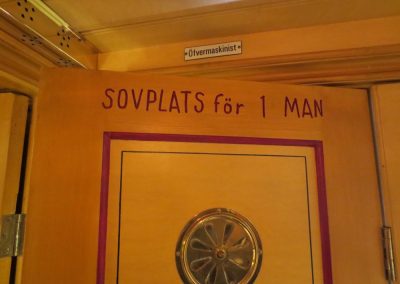 Öfvermaskinist
SOVPLATS för 1 MAN